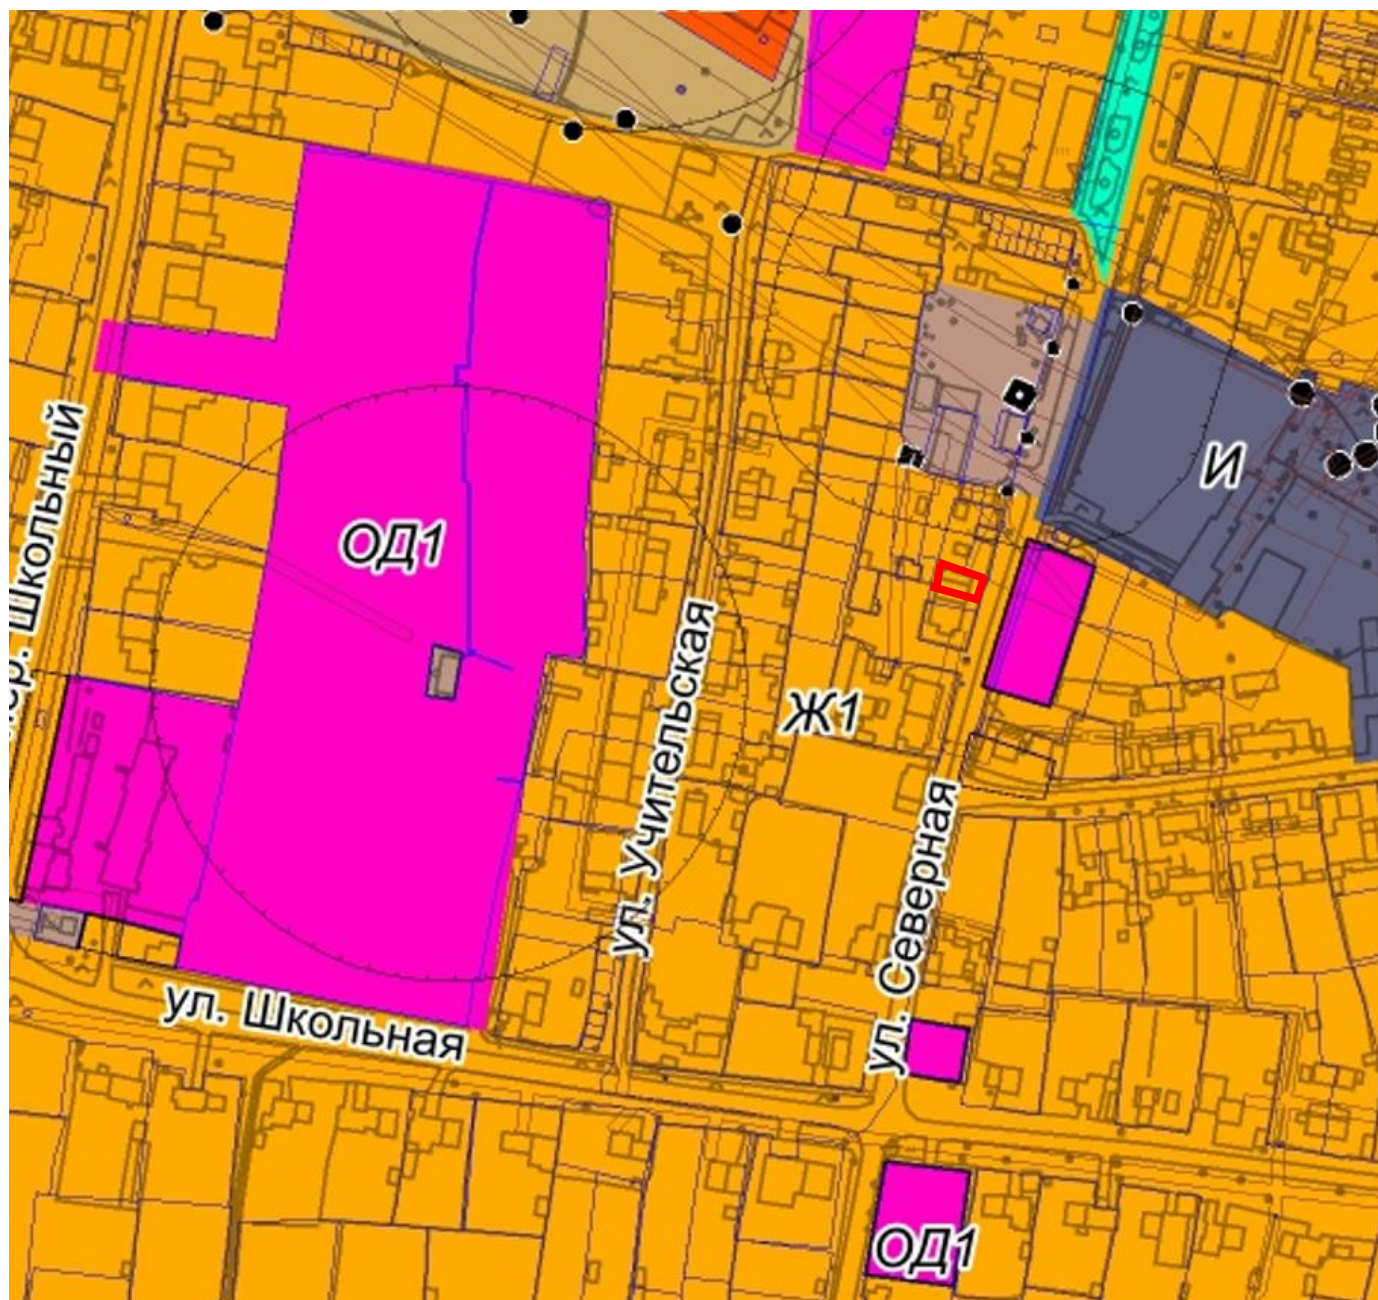 И
ОД1
пер. Школьный
ул. Учительская
Ж1
ул. Северная
ул. Школьная
ОД1